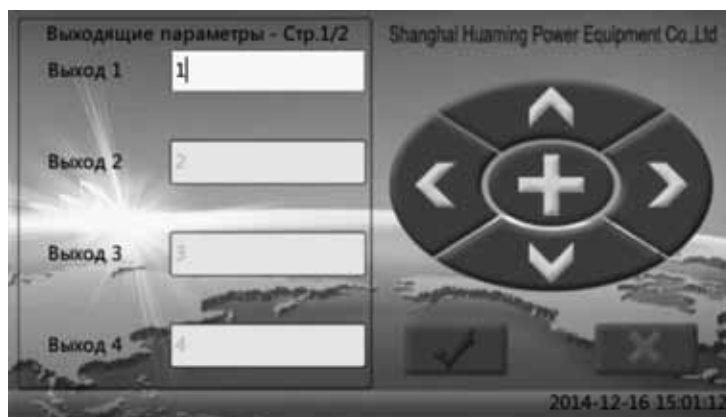 Выходящие параметры - Стр.1/2
Shanghai Huaming Power Equipment Co.,Ltd
Выход 1
1
Выход 2
2
Выход 3
3
Выход 4
4
2014-12-16 15:01:12